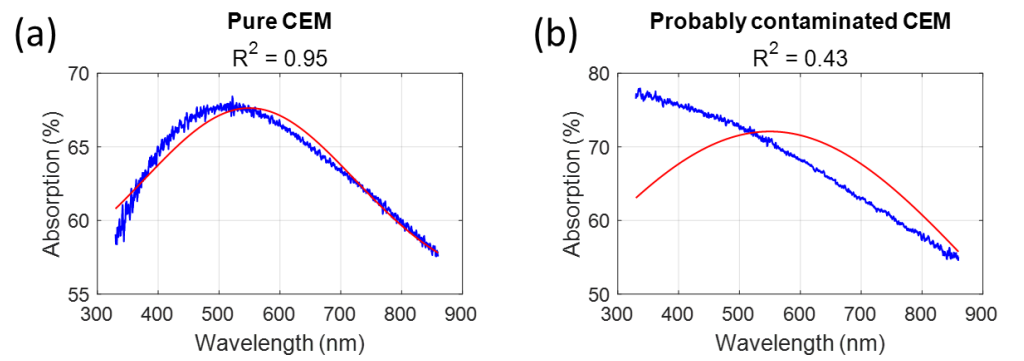 (a)
Pure CEM
R² = 0.95
70
65
60
55
Absorption (%)
300 400 500 600 700 800 900
Wavelength (nm)
(b)
Probably contaminated CEM
R² = 0.43
80
70
60
50
Absorption (%)
300 400 500 600 700 800 900
Wavelength (nm)